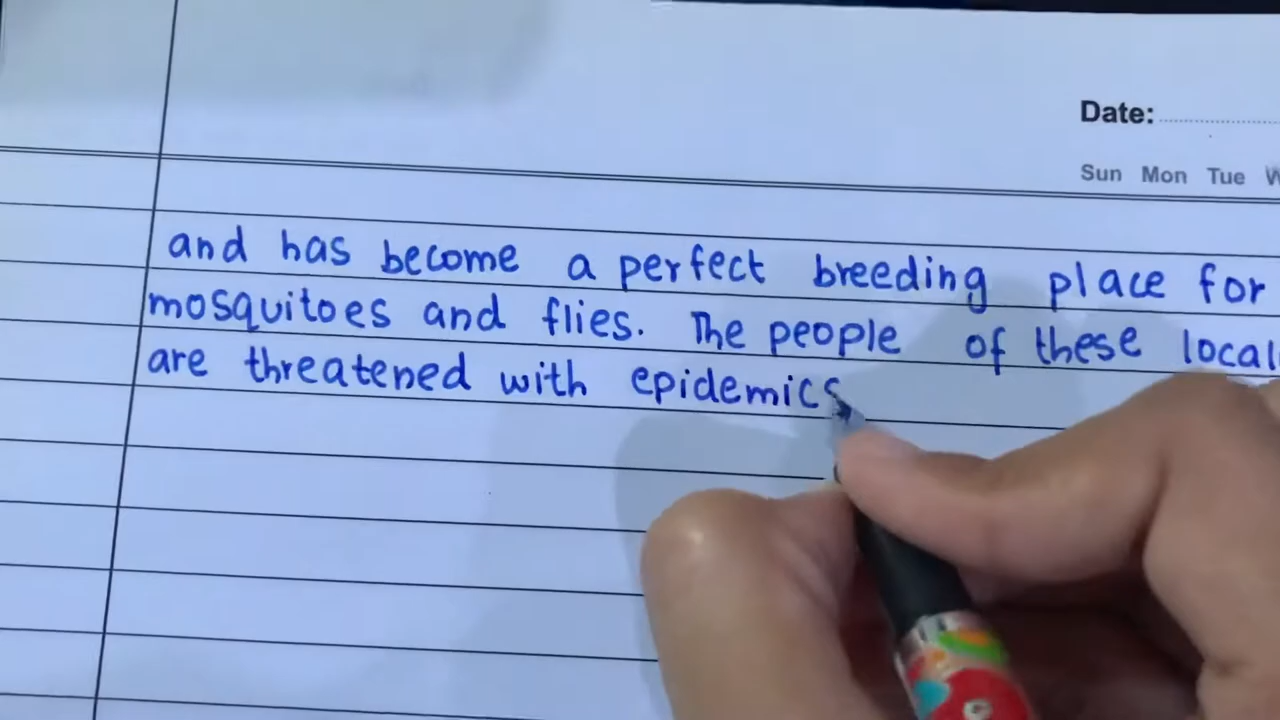 Date:
Sun Mon Tue W
and has become a perfect breeding place for
mosquitoes and flies. The people of these local
are threatened with epidemics